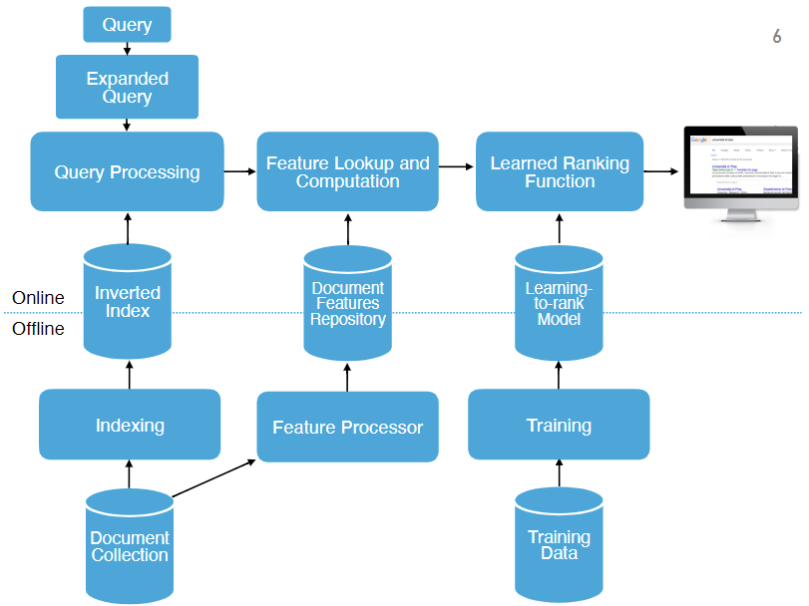 6
Query
Expanded
Query
Query Processing
Feature Lookup and
Computation
Learned Ranking
Function
Google
Online
Offline
Inverted
Index
Document
Features
Repository
Learning-
to-rank
Model
Indexing
Feature Processor
Training
Document
Collection
Training
Data